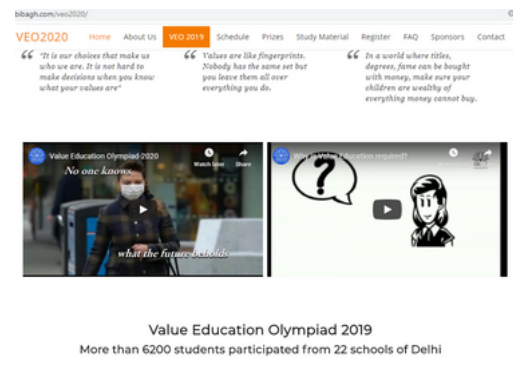 bibagh.com/veo2020/
VEO2020 Home About Us VEO 2019 Schedule Prizes Study Material Register FAQ Sponsors Contact
"It is our choices that make us
who we are. It is not hard to
make decisions when you know
what your values are"
Values are like fingerprints.
Nobody has the same set but
you leave them all over
everything you do.
In a world where titles,
degrees, fame can be bought
with money, make sure your
children are wealthy of
everything money cannot buy.
Value Education Olympiad-2020
Watch later Share
No one knows
what the future beholds
Why is Value Education required?
Value Education Olympiad 2019
More than 6200 students participated from 22 schools of Delhi